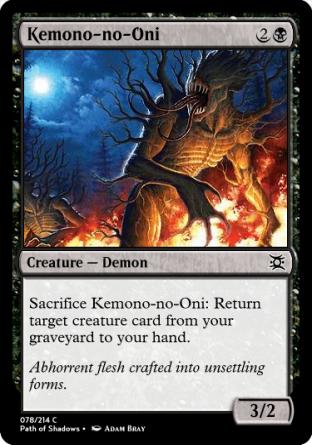 Kemono-no-Oni 2
Creature — Demon
Sacrifice Kemono-no-Oni: Return
target creature card from your
graveyard to your hand.
Abhorrent flesh crafted into unsettling
forms.
3/2
078/214 C
Path of Shadows • Adam Bray